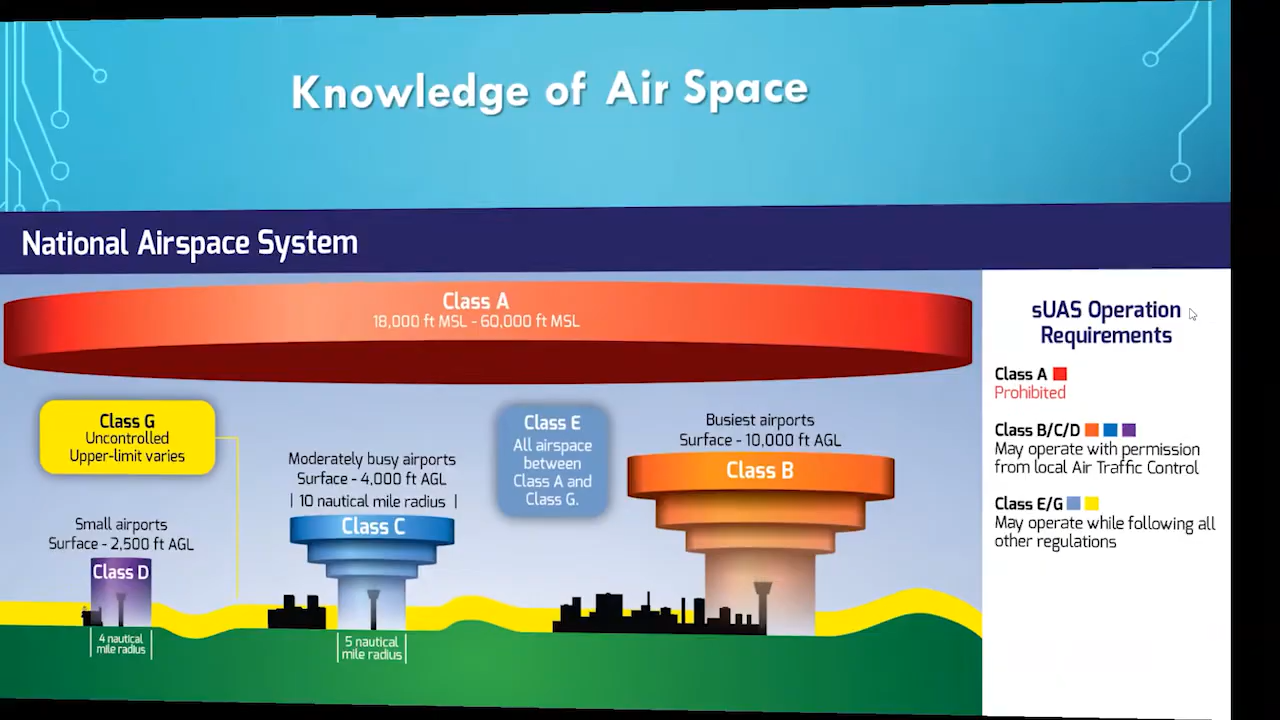 Knowledge of Air Space
National Airspace System
Class A
18,000 ft MSL - 60,000 ft MSL
Class G
Uncontrolled
Upper-limit varies
Class E
All airspace
between
Class A and
Class G.
Busiest airports
Surface - 10,000 ft AGL
Class B
Moderately busy airports
Surface - 4,000 ft AGL
| 10 nautical mile radius |
Class C
5 nautical
mile radius
Small airports
Surface - 2,500 ft AGL
Class D
4 nautical
mile radius
sUAS Operation
Requirements
Class A
Prohibited
Class B/C/D
May operate with permission
from local Air Traffic Control
Class E/G
May operate while following all
other regulations